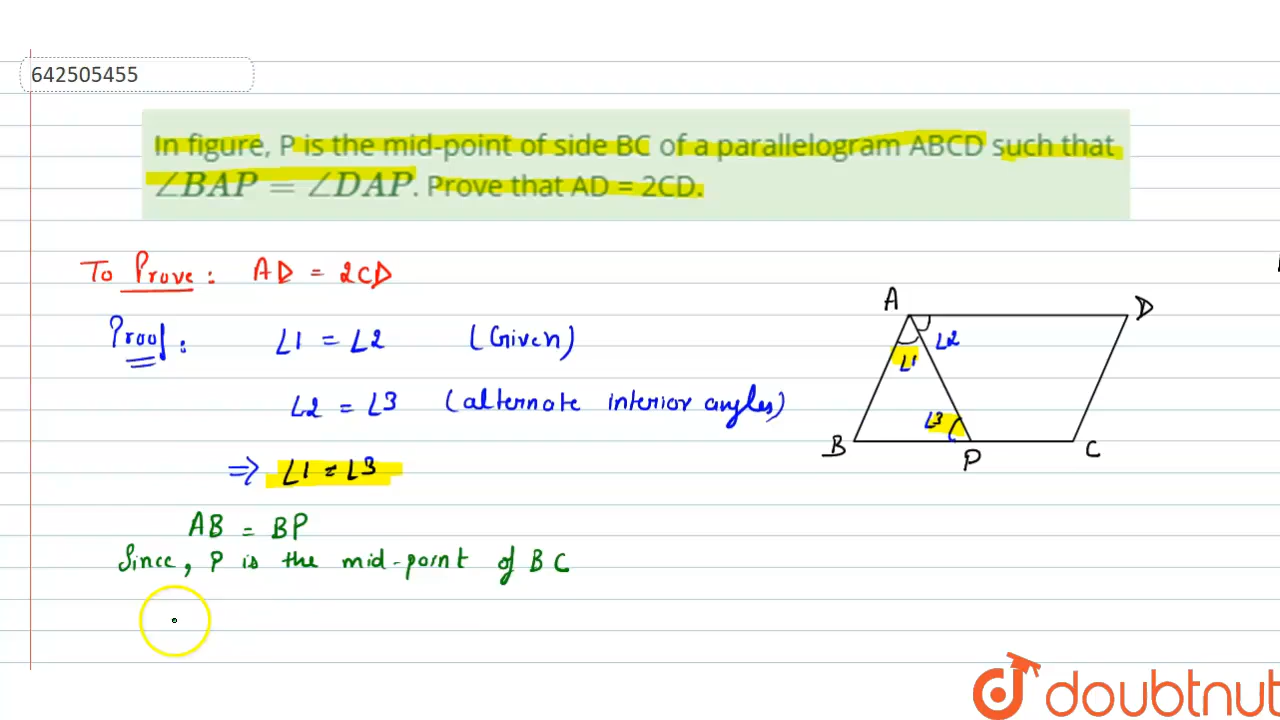 642505455
In figure, P is the mid-point of side BC of a parallelogram ABCD such that
∠BAP = ∠DAP. Prove that AD = 2CD.
To Prove : AD = 2CD
Proof : ∠1 = ∠2 (Given)
∠2 = ∠3 (alternate interior angles)
⇒ ∠1 = ∠3
AB = BP
Since, P is the mid-point of BC
A
D
∠2
∠1
∠3
B
P
C
doubtnut